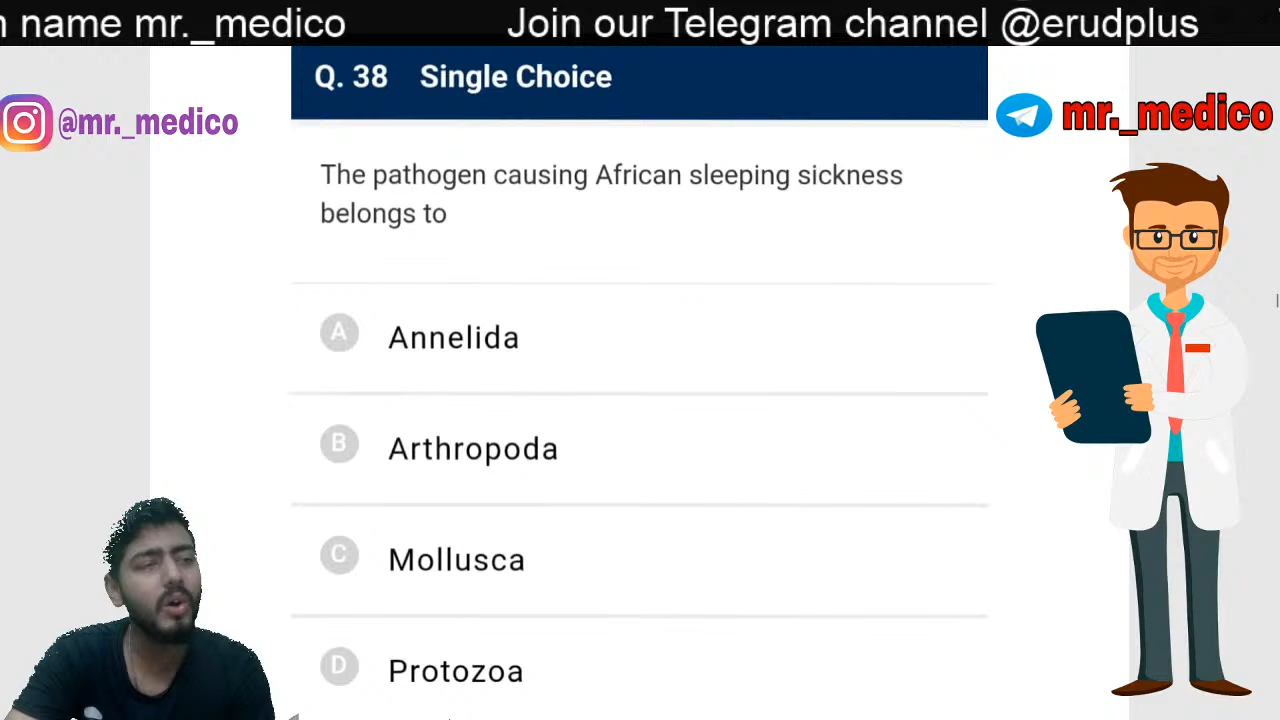 n name mr._medico Join our Telegram channel @erudplus
Q. 38 Single Choice
@mr._medico
mr._medico
The pathogen causing African sleeping sickness
belongs to
A Annelida
B Arthropoda
C Mollusca
D Protozoa